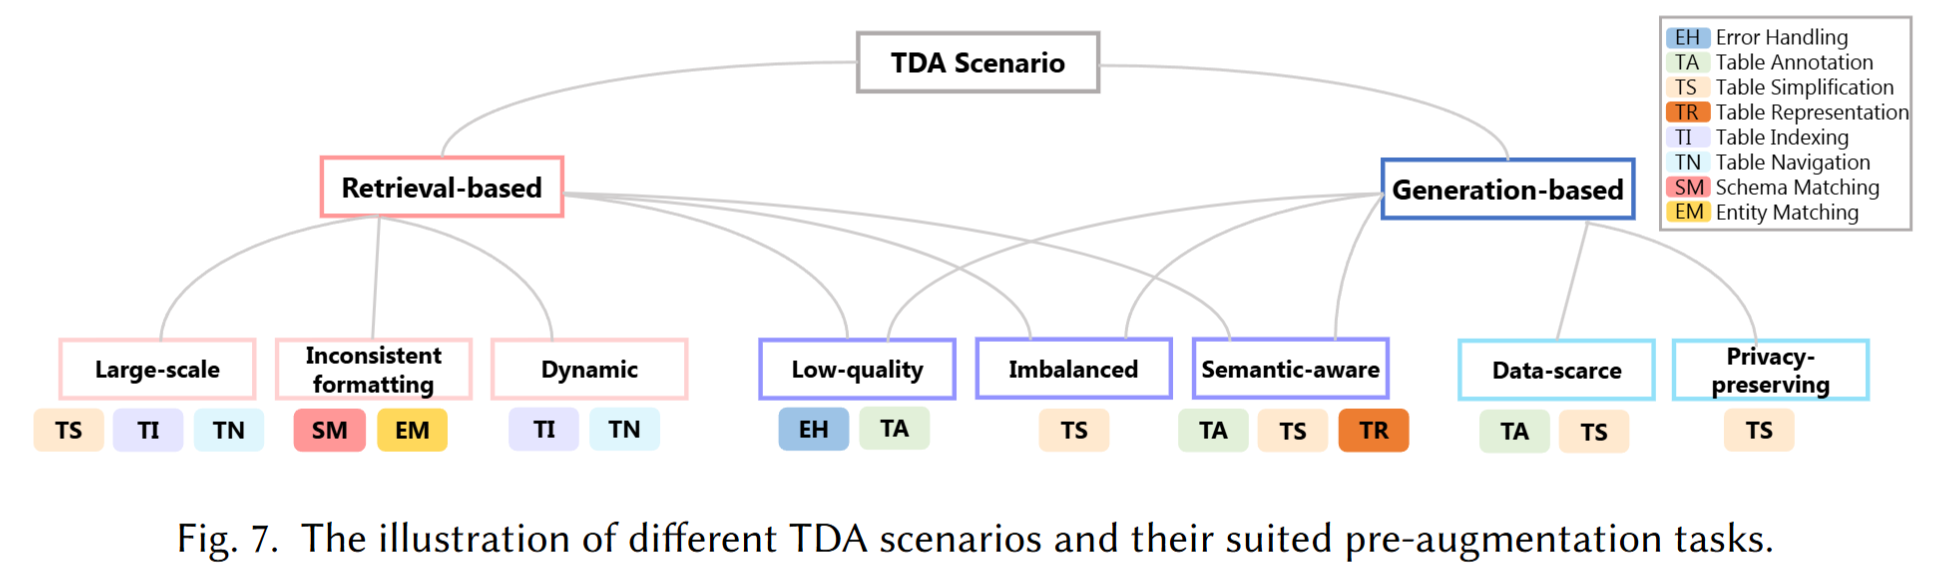 TDA Scenario
EH Error Handling
TA Table Annotation
TS Table Simplification
TR Table Representation
TI Table Indexing
TN Table Navigation
SM Schema Matching
EM Entity Matching
Retrieval-based
Generation-based
Large-scale
Inconsistent
formatting
Dynamic
Low-quality
Imbalanced
Semantic-aware
Data-scarce
Privacy-
preserving
TS TI TN
SM EM
TI TN
EH TA
TS
TA TS TR
TA TS
TS
Fig. 7. The illustration of different TDA scenarios and their suited pre-augmentation tasks.